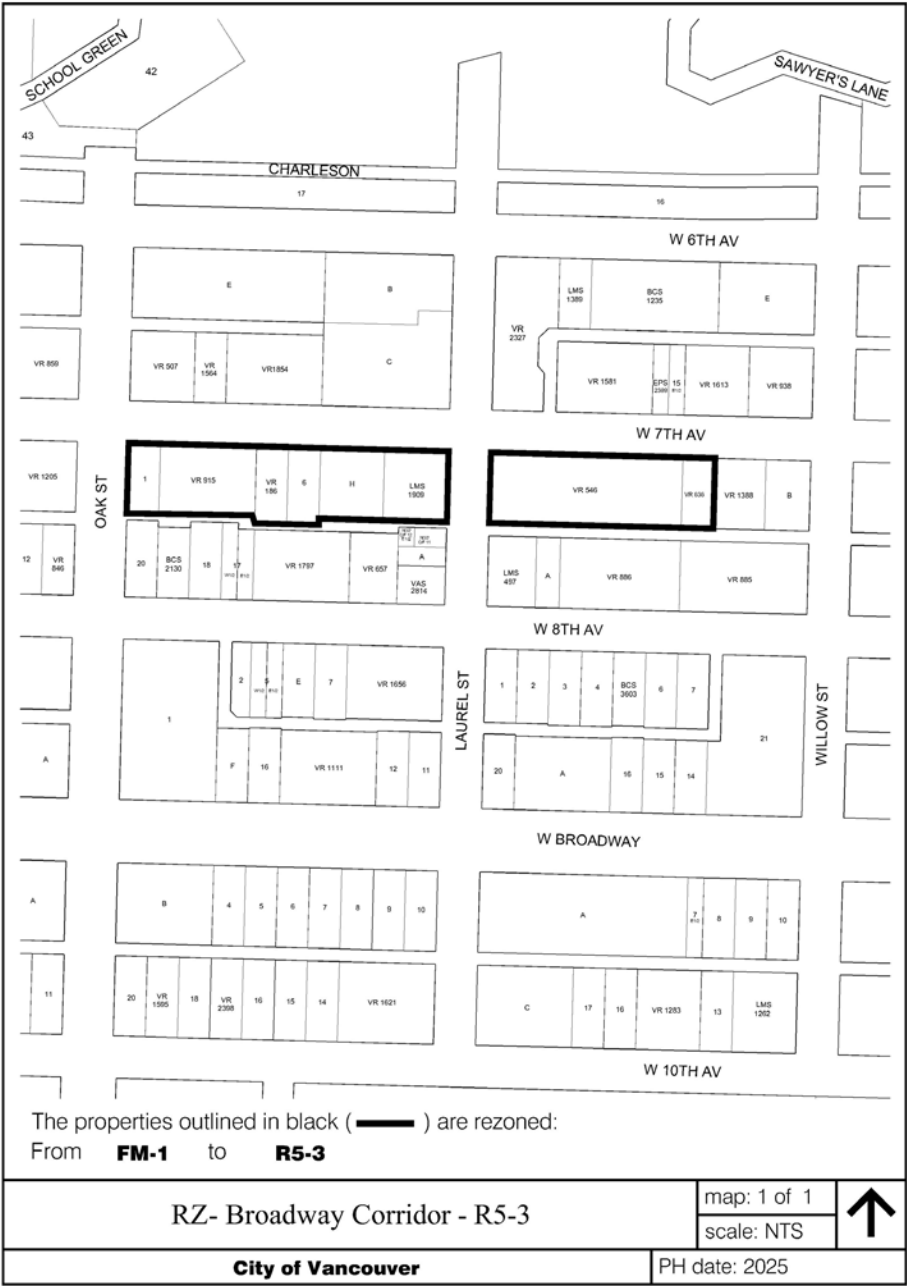 SCHOOL GREEN
42
SAWYER'S LANE
43
CHARLESON
17
16
W 6TH AV
E
B
LMS
1389
BCS
1235
E
VR
2327
VR 859
VR 507
VR
1564
VR1854
C
VR 1581
EPS
2389
15
R10
VR 1613
VR 938
W 7TH AV
VR 1205
OAK ST
1
VR 915
VR
186
6
H
LMS
1909
VR 546
VR 636
VR 1388
B
12
VR
846
20
BCS
2130
18
17
W10
R10
VR 1797
VR 657
A
VAS
2814
LMS
457
A
VR 886
VR 885
W 8TH AV
1
2
5
W10
R10
E
7
VR 1656
LAUREL ST
1
2
3
4
BCS
3603
6
7
21
WILLOW ST
A
F
16
VR 1111
12
11
20
A
16
15
14
W BROADWAY
A
B
4
5
6
7
8
9
10
A
7
R10
8
9
10
11
20
VR
1595
18
VR
2398
16
15
14
VR 1621
C
17
16
VR 1283
13
LMS
1262
W 10TH AV
The properties outlined in black ( ) are rezoned:
From FM-1 to R5-3
RZ- Broadway Corridor - R5-3
map: 1 of 1
scale: NTS
City of Vancouver
PH date: 2025